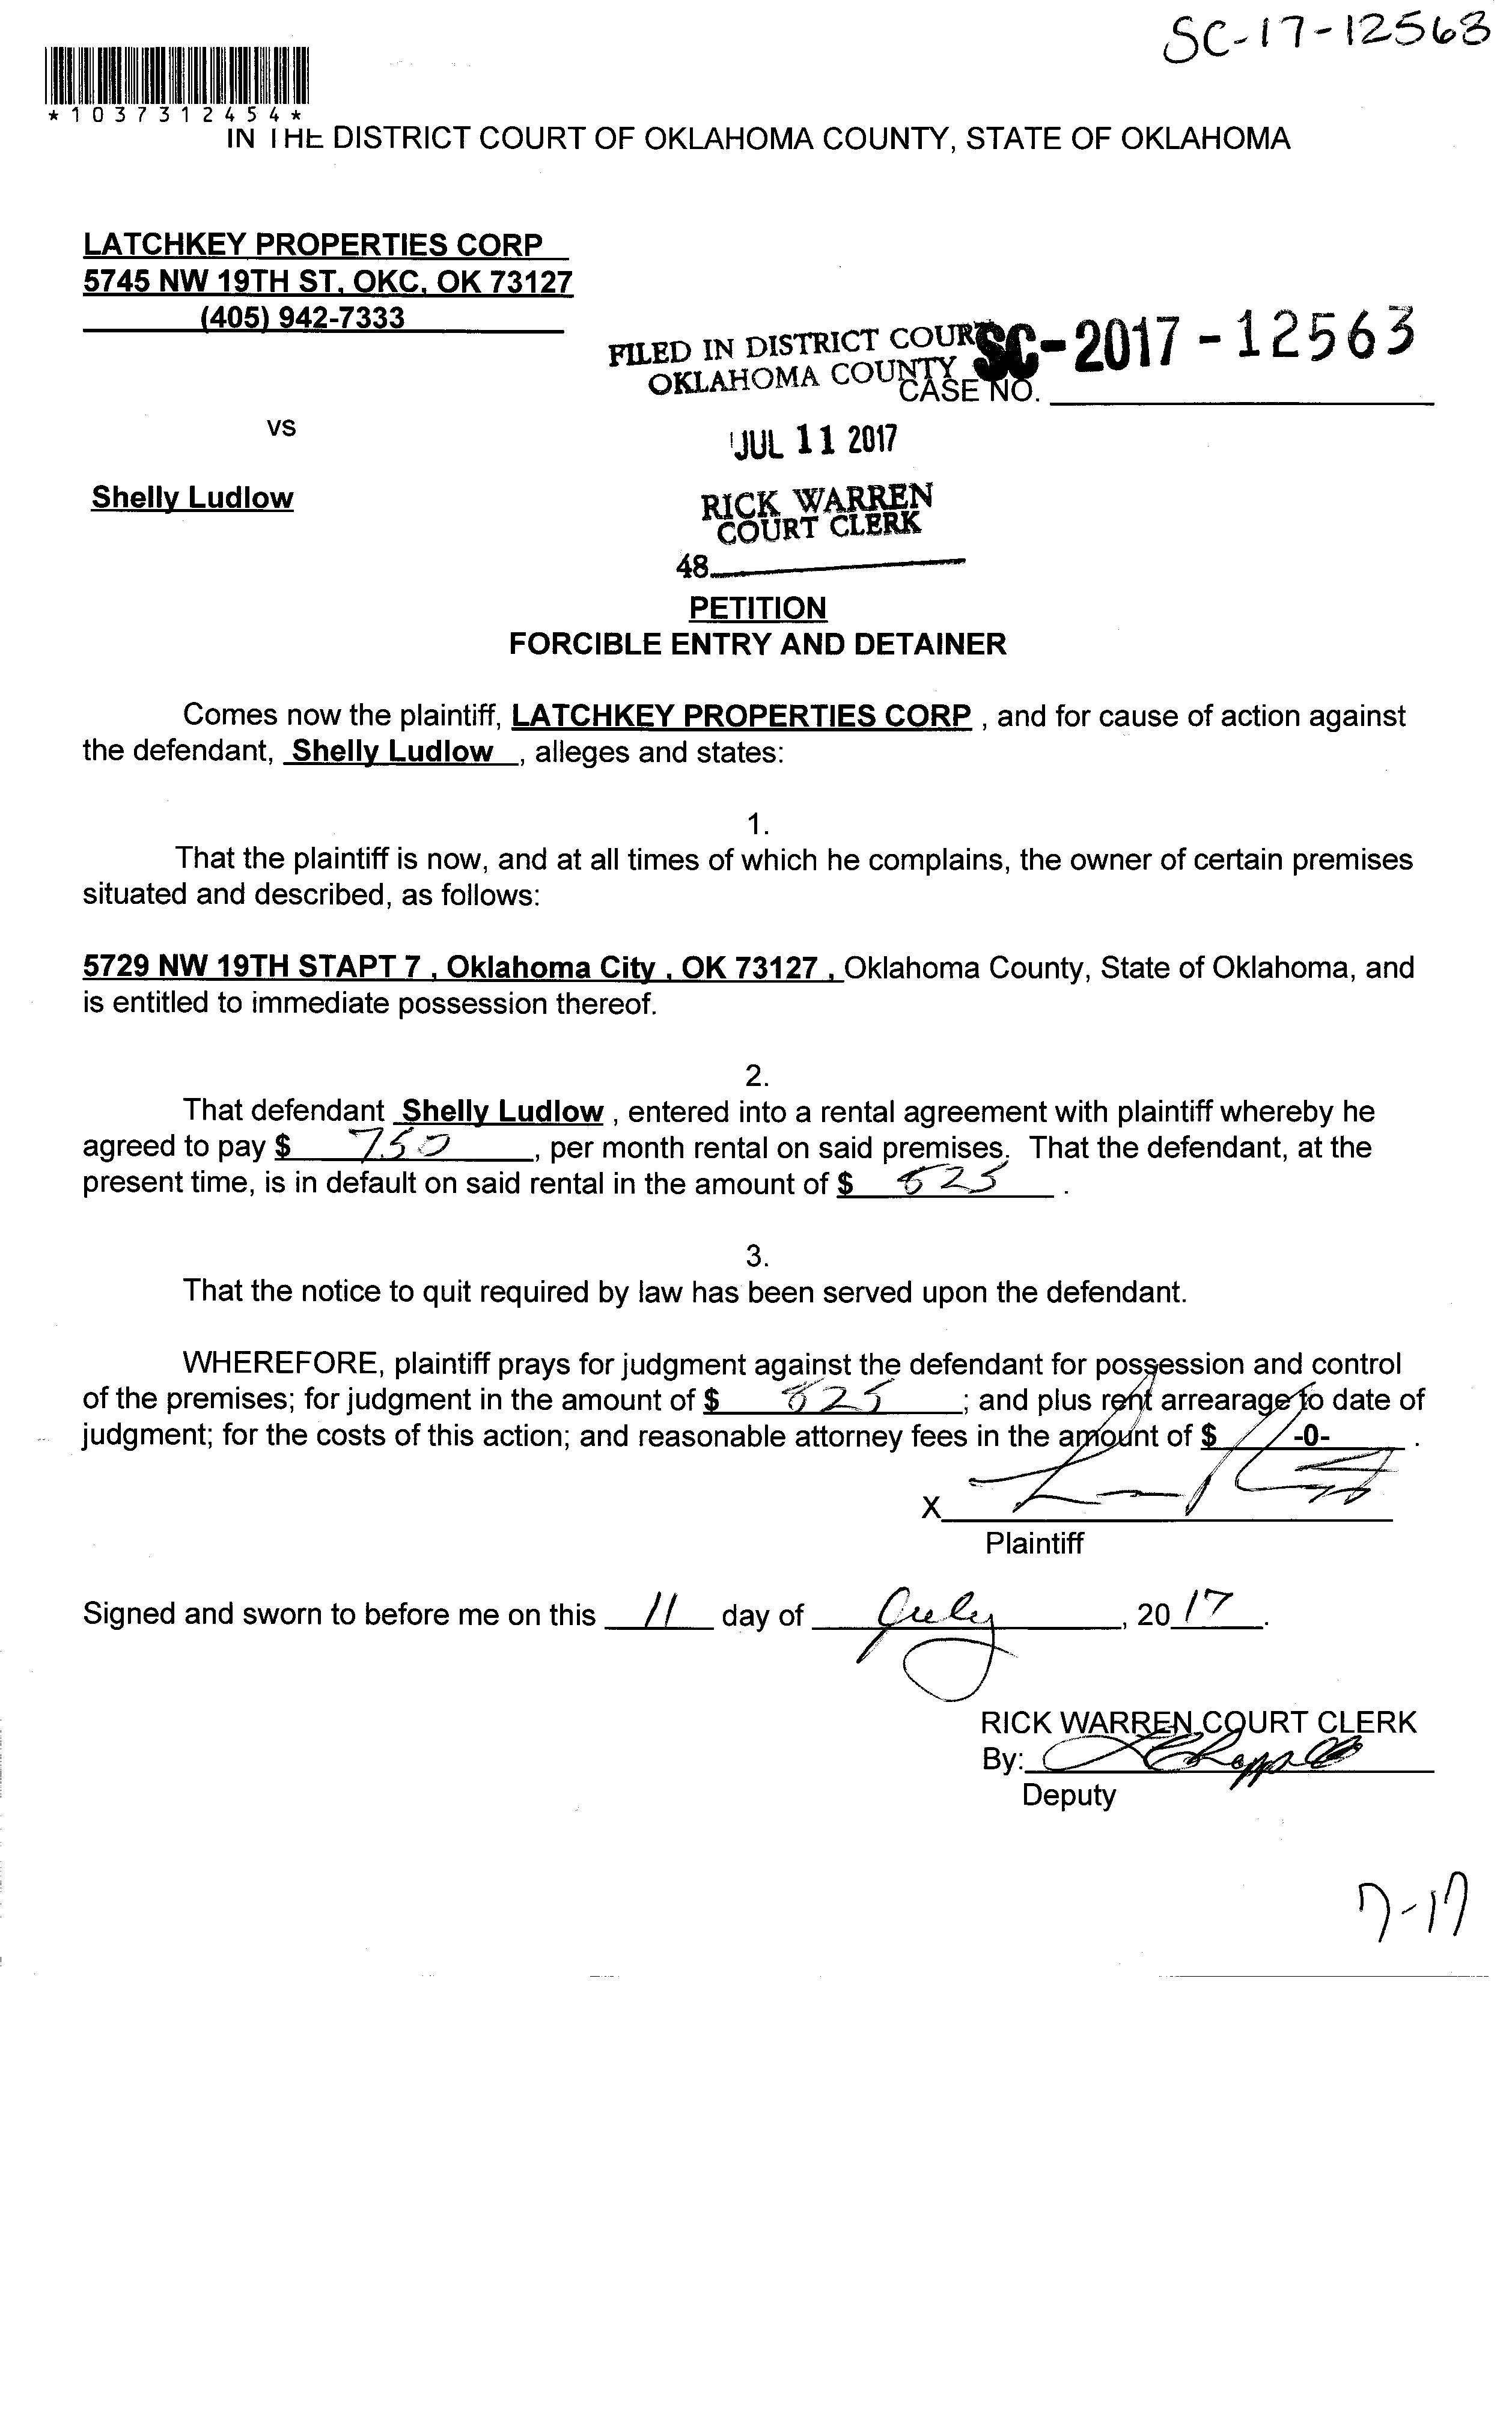 SC-17-12563
*1037312454*
IN THE DISTRICT COURT OF OKLAHOMA COUNTY, STATE OF OKLAHOMA
LATCHKEY PROPERTIES CORP
5745 NW 19TH ST, OKC, OK 73127
(405) 942-7333
FILED IN DISTRICT COURT
OKLAHOMA COUNTY
SC-2017-12563
CASE NO.
vs
JUL 11 2017
Shelly Ludlow
RICK WARREN
COURT CLERK
48
PETITION
FORCIBLE ENTRY AND DETAINER
Comes now the plaintiff, LATCHKEY PROPERTIES CORP , and for cause of action against
the defendant, Shelly Ludlow , alleges and states:
1.
That the plaintiff is now, and at all times of which he complains, the owner of certain premises
situated and described, as follows:
5729 NW 19TH STAPT 7 , Oklahoma City , OK 73127 , Oklahoma County, State of Oklahoma, and
is entitled to immediate possession thereof.
2.
That defendant Shelly Ludlow , entered into a rental agreement with plaintiff whereby he
agreed to pay $ 750 , per month rental on said premises. That the defendant, at the
present time, is in default on said rental in the amount of $ 825 .
3.
That the notice to quit required by law has been served upon the defendant.
WHEREFORE, plaintiff prays for judgment against the defendant for possession and control
of the premises; for judgment in the amount of $ 825 ; and plus rent arrearage to date of
judgment; for the costs of this action; and reasonable attorney fees in the amount of $ -0- .
X
Plaintiff
Signed and sworn to before me on this 11 day of July , 20 17 .
RICK WARREN COURT CLERK
By:
Deputy
7-17